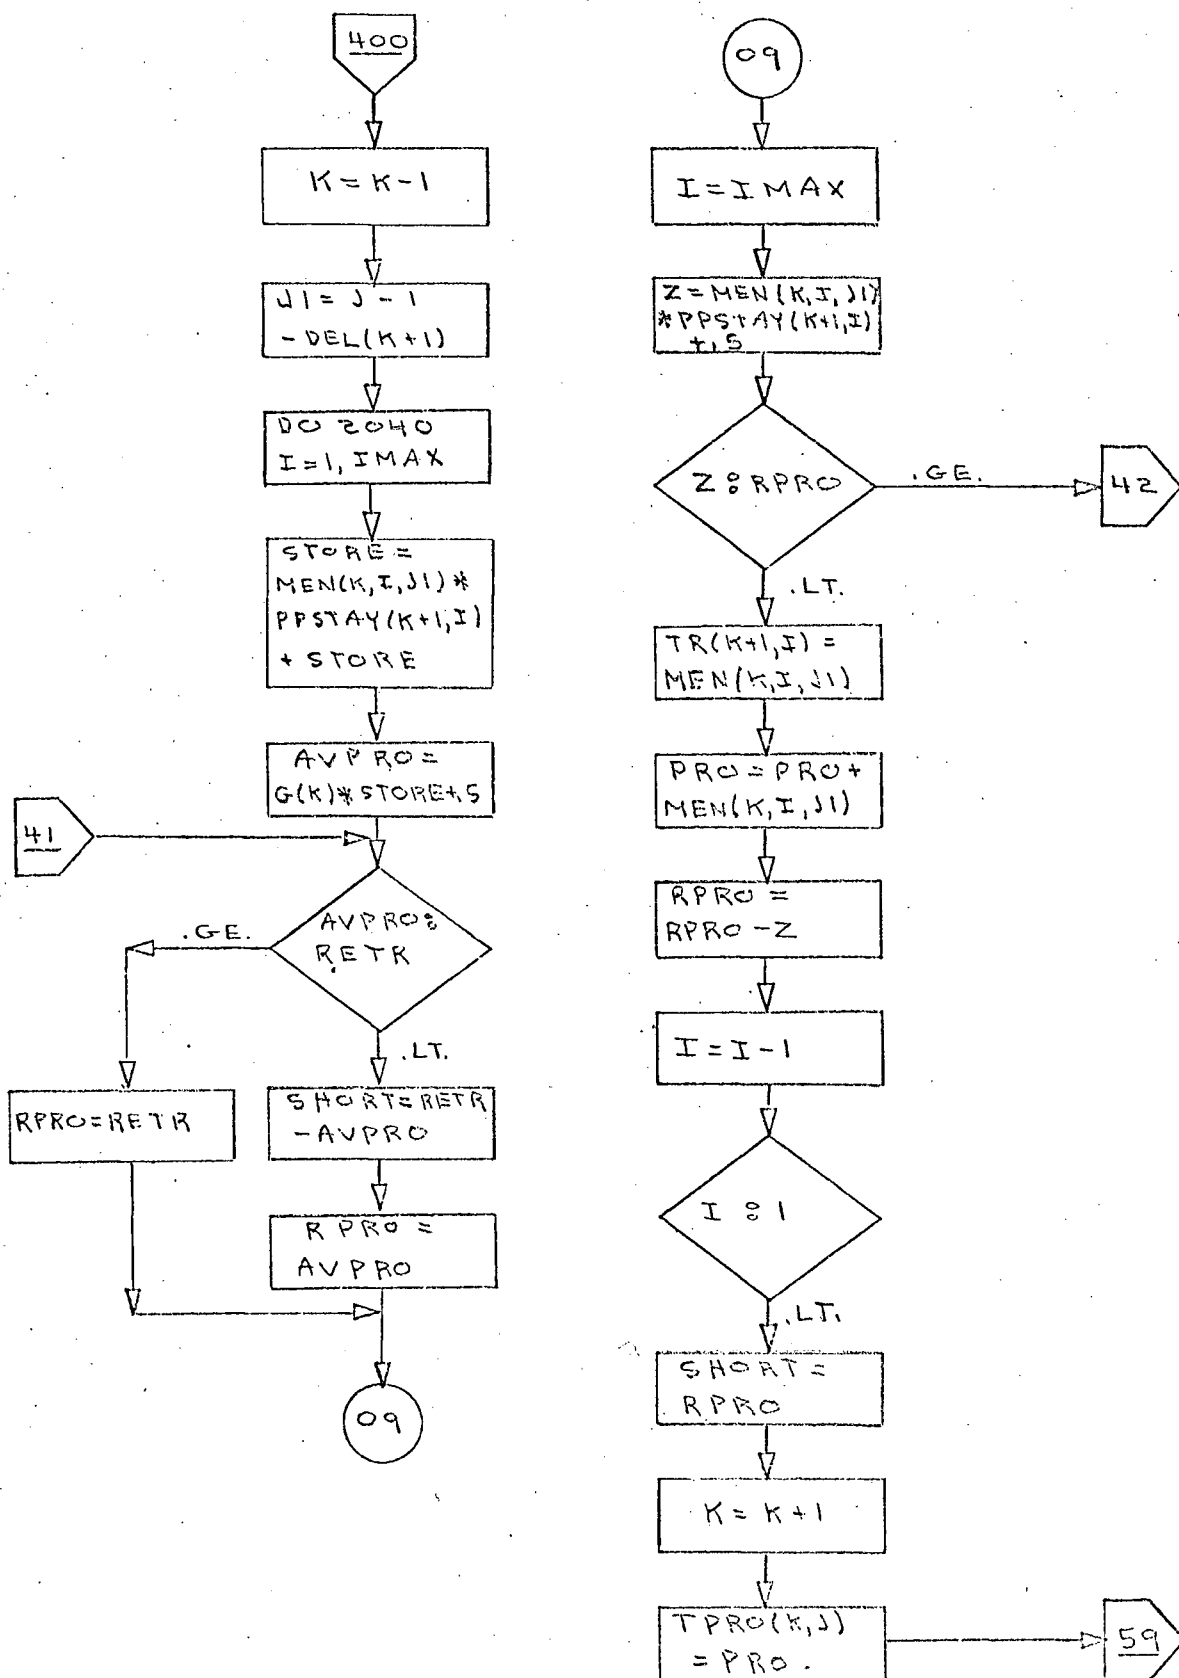 400
K = K-1
J1 = J - 1
- DEL(K+1)
DO 2040
I=1, IMAX
STORE =
MEN(K,I,J1)*
PPSTAY(K+1,I)
+ STORE
AVPRO=
G(K)*STORE+.5
41
AVPRO:
RETR
.GE.
.LT.
RPRO=RETR
SHORT=RETR
-AVPRO
RPRO =
AVPRO
09
09
I=IMAX
Z=MEN(K,I,J1)
*PPSTAY(K+1,I)
+.5
Z:RPRO
.GE.
42
.LT.
TR(K+1,I) =
MEN(K,I,J1)
PRO=PRO+
MEN(K,I,J1)
RPRO =
RPRO-Z
I=I-1
I : 1
.LT.
SHORT=
RPRO
K=K+1
TPRO(K,J)
=PRO.
59